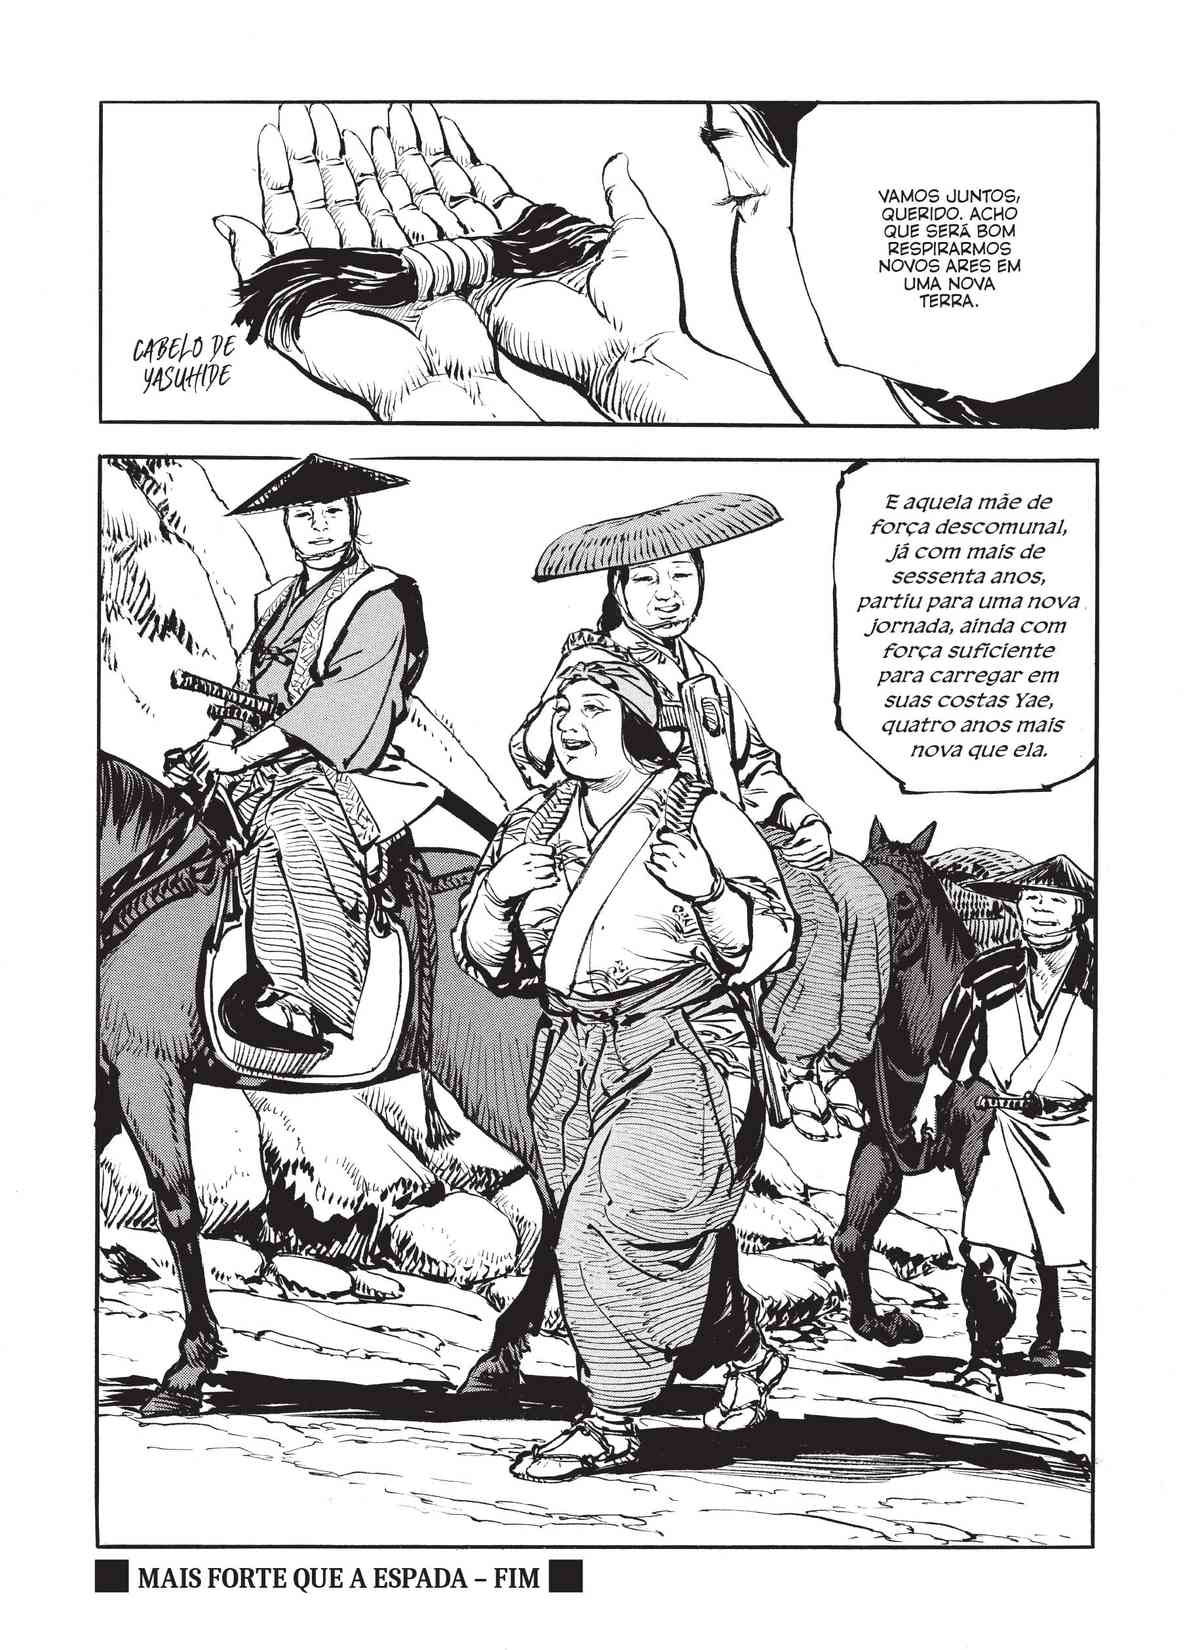 VAMOS JUNTOS,
QUERIDO. ACHO
QUE SERÁ BOM
RESPIRARMOS
NOVOS ARES EM
UMA NOVA
TERRA.
CABELO DE
YASUHIDE
E aquela mãe de
força descomunal,
já com mais de
sessenta anos,
partiu para uma nova
jornada, ainda com
força suficiente
para carregar em
suas costas Yae,
quatro anos mais
nova que ela.
MAIS FORTE QUE A ESPADA – FIM